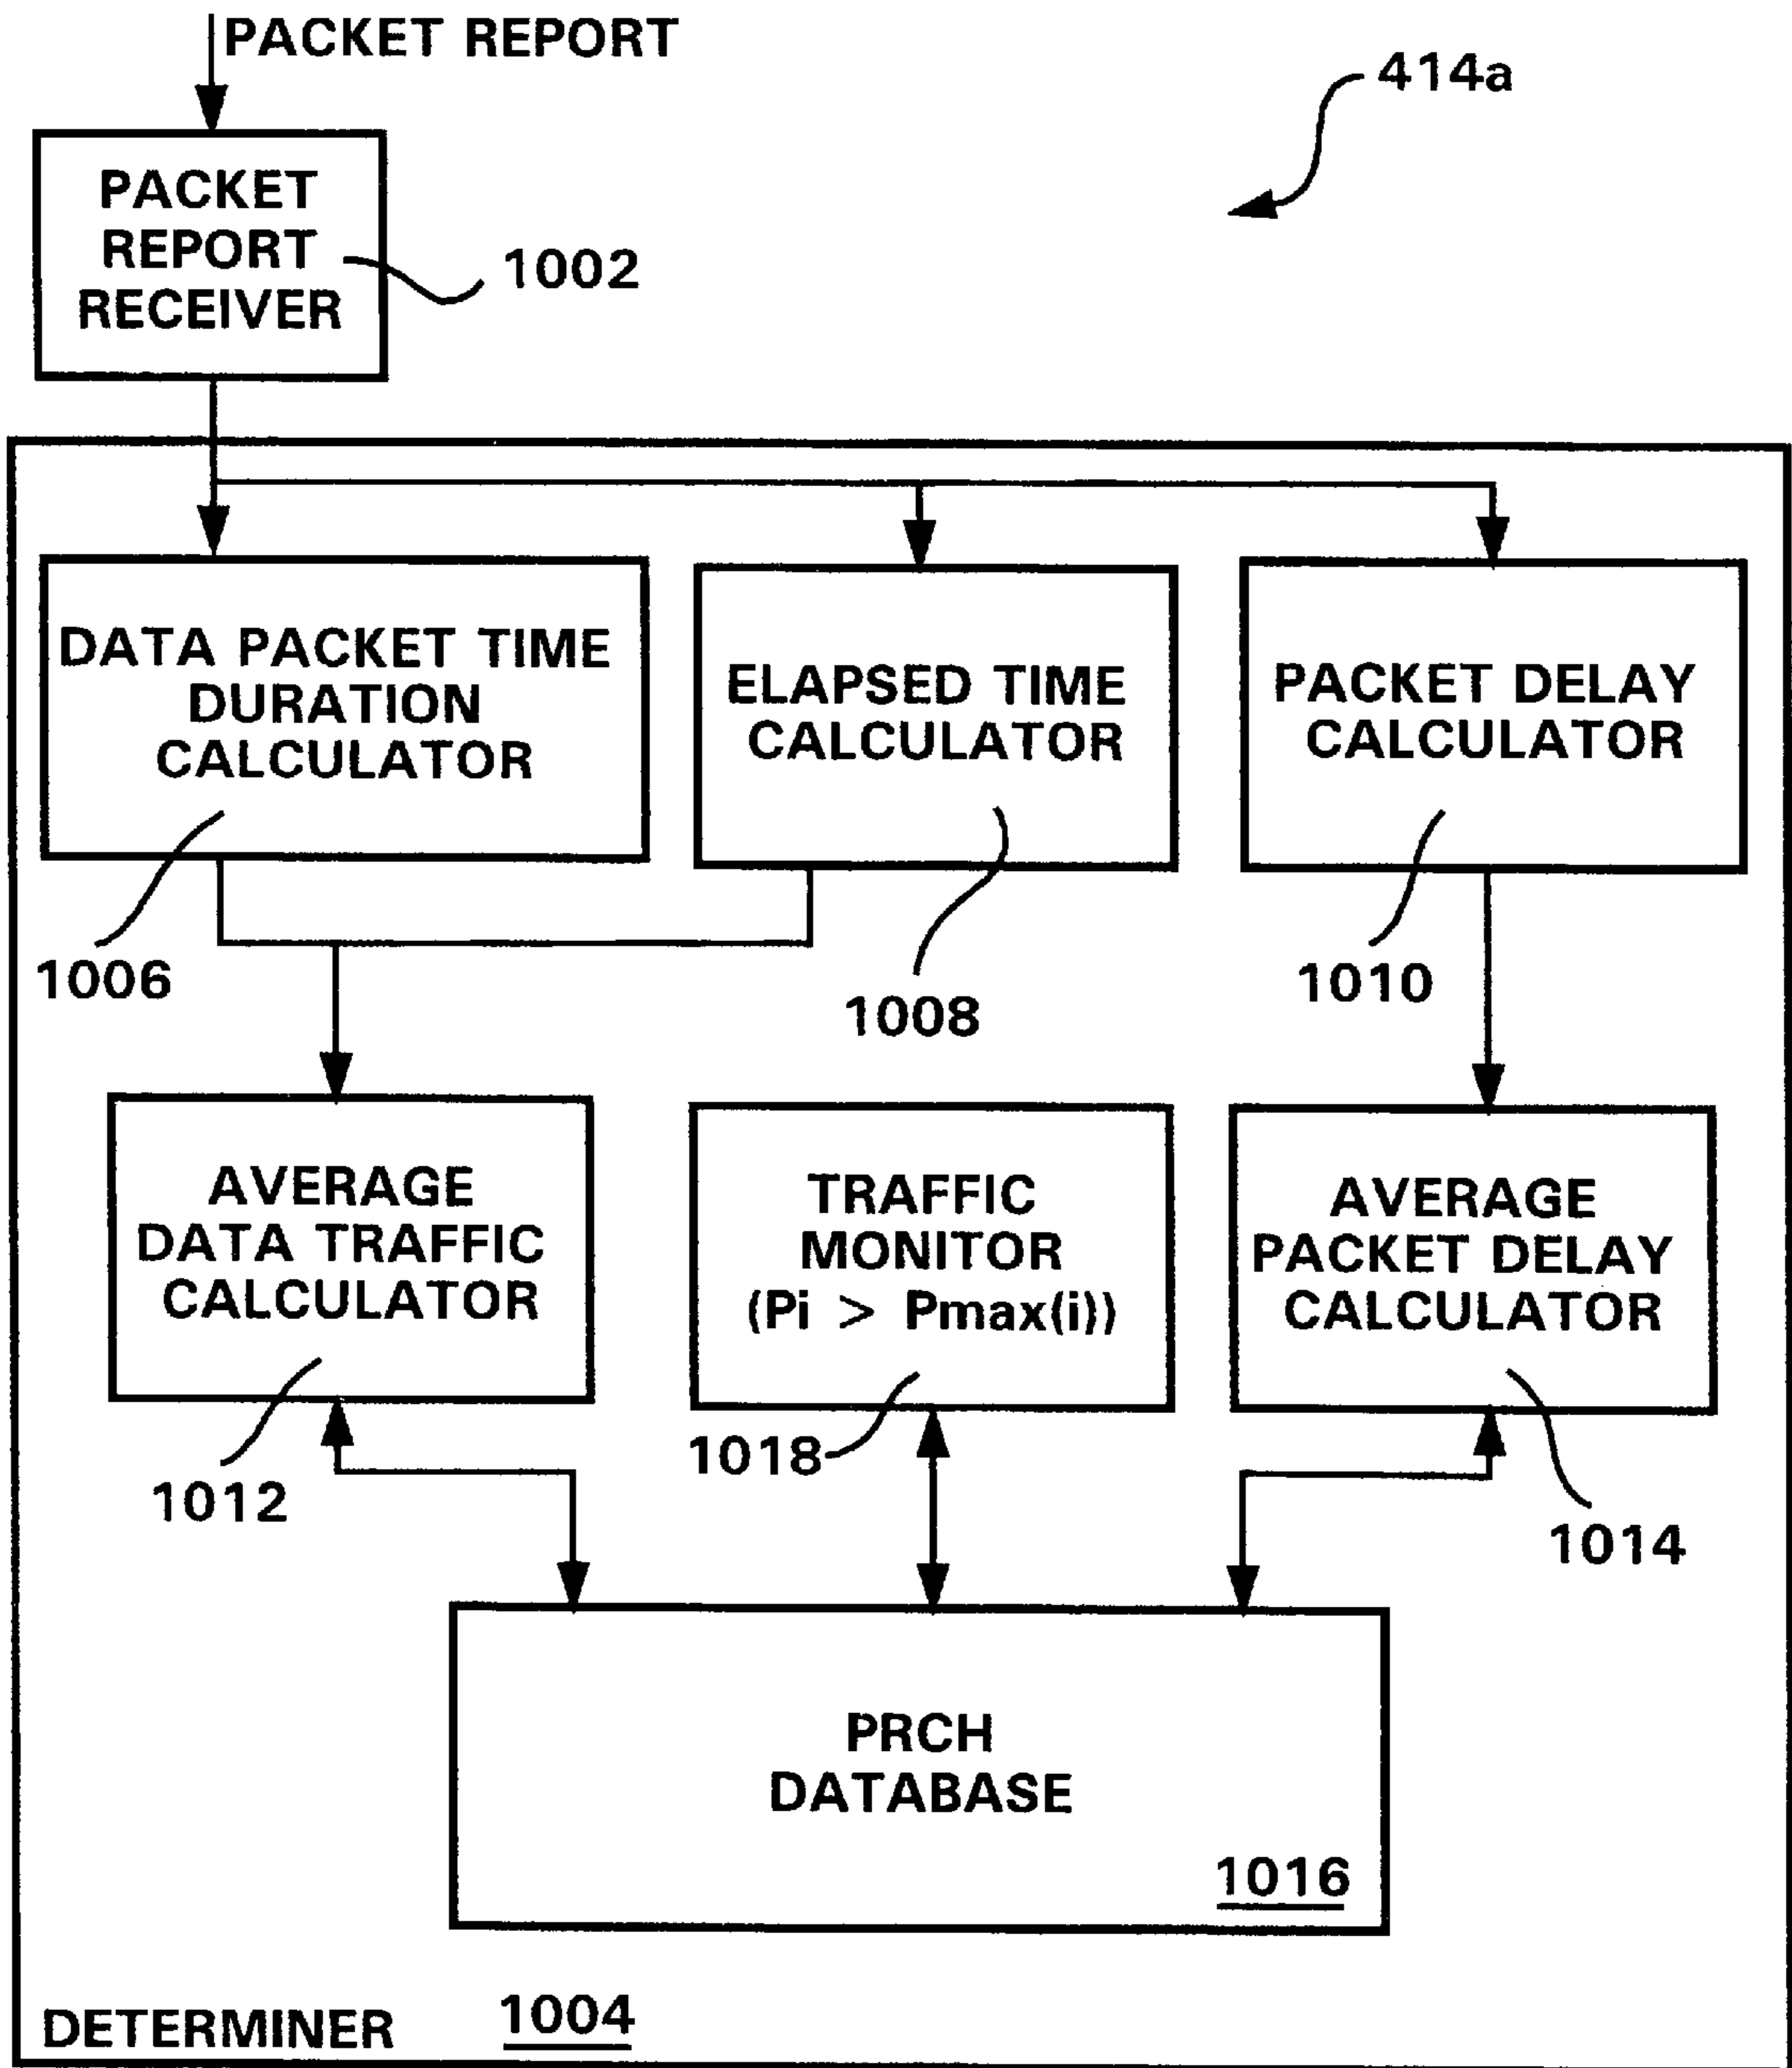 PACKET REPORT
414a
PACKET
REPORT
RECEIVER
1002
DATA PACKET TIME
DURATION
CALCULATOR
ELAPSED TIME
CALCULATOR
PACKET DELAY
CALCULATOR
1006
1008
1010
AVERAGE
DATA TRAFFIC
CALCULATOR
TRAFFIC
MONITOR
(Pi > Pmax(i))
AVERAGE
PACKET DELAY
CALCULATOR
1012
1018
1014
PRCH
DATABASE
1016
DETERMINER 1004